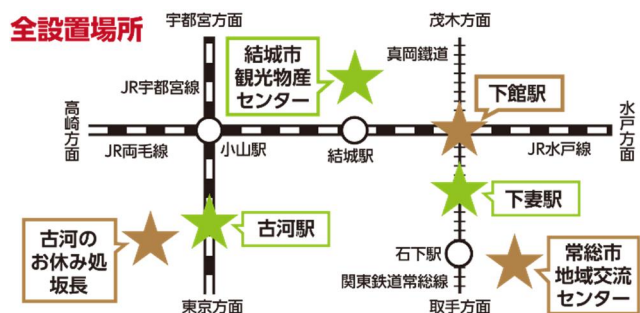 全設置場所
宇都宮方面
茂木方面
結城市
観光物産
センター
真岡鐵道
JR宇都宮線
下館駅
高崎方面
水戸方面
JR両毛線
小山駅
結城駅
JR水戸線
下妻駅
古河の
お休み処
坂長
古河駅
石下駅
常総市
地域交流
センター
関東鉄道常総線
東京方面
取手方面